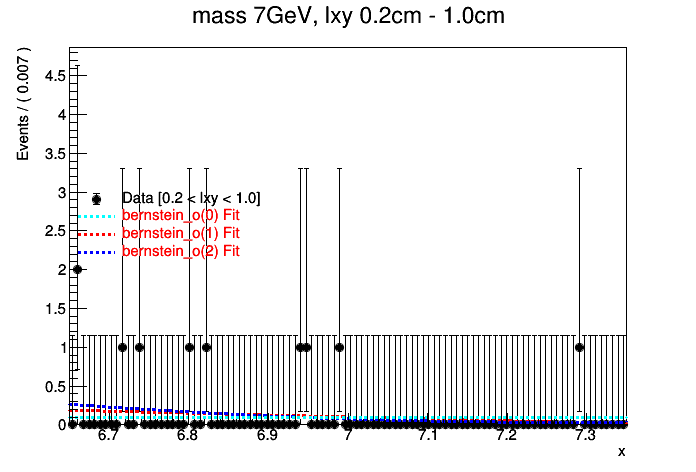 mass 7GeV, lxy 0.2cm - 1.0cm
Events / ( 0.007 )
4.5
4
3.5
3
2.5
2
1.5
1
0.5
0
Data [0.2 < lxy < 1.0]
bernstein_o(0) Fit
bernstein_o(1) Fit
bernstein_o(2) Fit
6.7 6.8 6.9 7 7.1 7.2 7.3
x